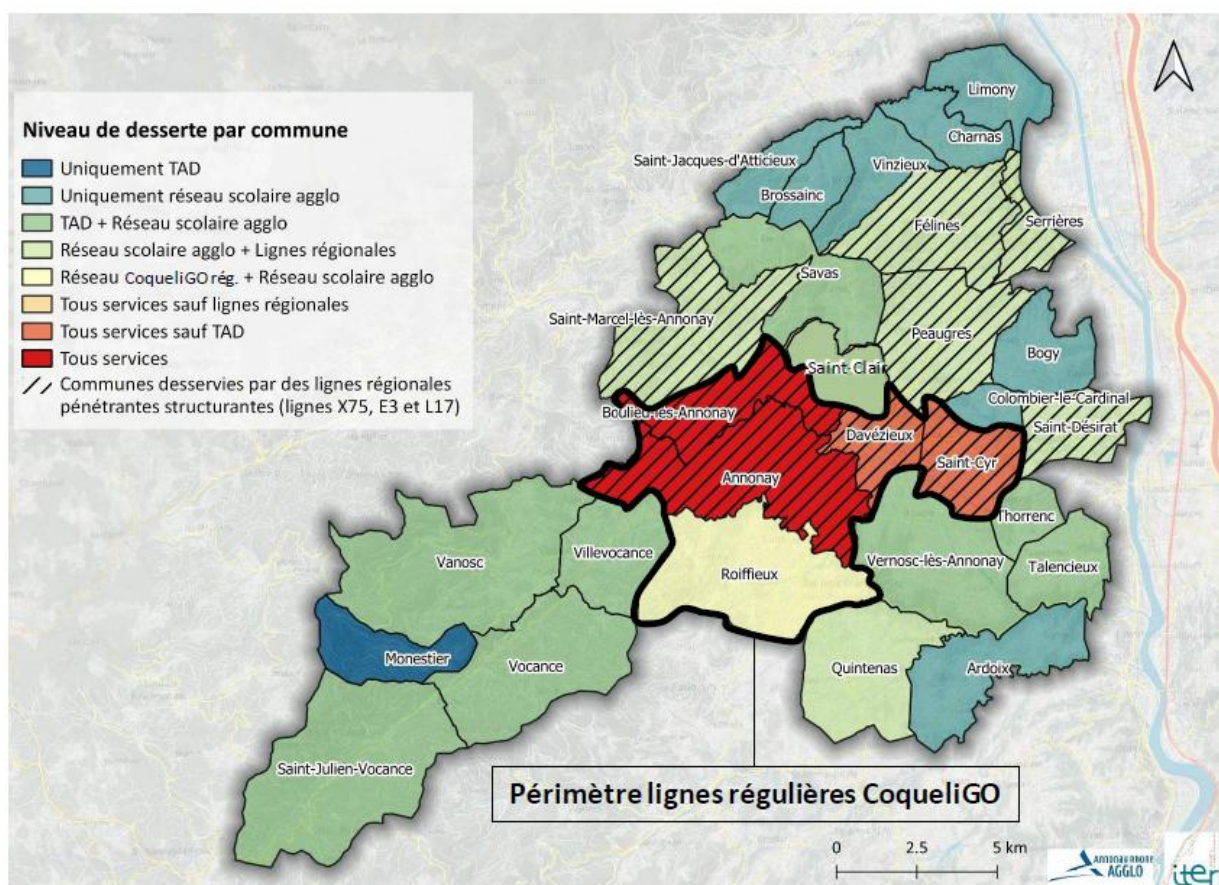 Niveau de desserte par commune
Uniquement TAD
Uniquement réseau scolaire agglo
TAD + Réseau scolaire agglo
Réseau scolaire agglo + Lignes régionales
Réseau CoqueliGO rég. + Réseau scolaire agglo
Tous services sauf lignes régionales
Tous services sauf TAD
Tous services
Communes desservies par des lignes régionales
pénétrantes structurantes (lignes X75, E3 et L17)
Limony
Charnas
Saint-Jacques-d'Atticieux
Vinzieux
Brossainc
Félines
Serrières
Savas
Saint-Marcel-lès-Annonay
Peaugres
Bogy
Saint-Clair
Colombier-le-Cardinal
Boulieu-lès-Annonay
Saint-Désirat
Davézieux
Saint-Cyr
Annonay
Thorrenc
Villevocance
Vernosc-lès-Annonay
Vanosc
Talencieux
Roiffieux
Monestier
Vocance
Quintenas
Ardoix
Saint-Julien-Vocance
Périmètre lignes régulières CoqueliGO
0 2.5 5 km
ANNONAY RHÔNE
AGGLO
iter